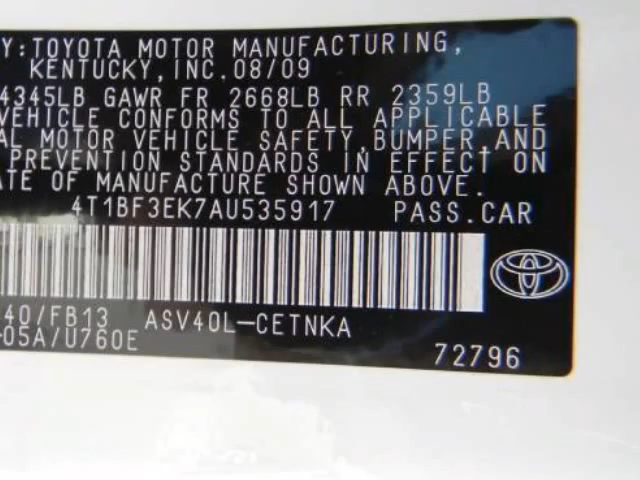 Y:TOYOTA MOTOR MANUFACTURING,
KENTUCKY,INC.08/09
4345LB GAWR FR 2668LB RR 2359LB
VEHICLE CONFORMS TO ALL APPLICABLE
AL MOTOR VEHICLE SAFETY,BUMPER,AND
PREVENTION STANDARDS IN EFFECT ON
ATE OF MANUFACTURE SHOWN ABOVE.
4T1BF3EK7AU535917 PASS.CAR
40/FB13 ASV40L-CETNKA
-05A/U760E
72796